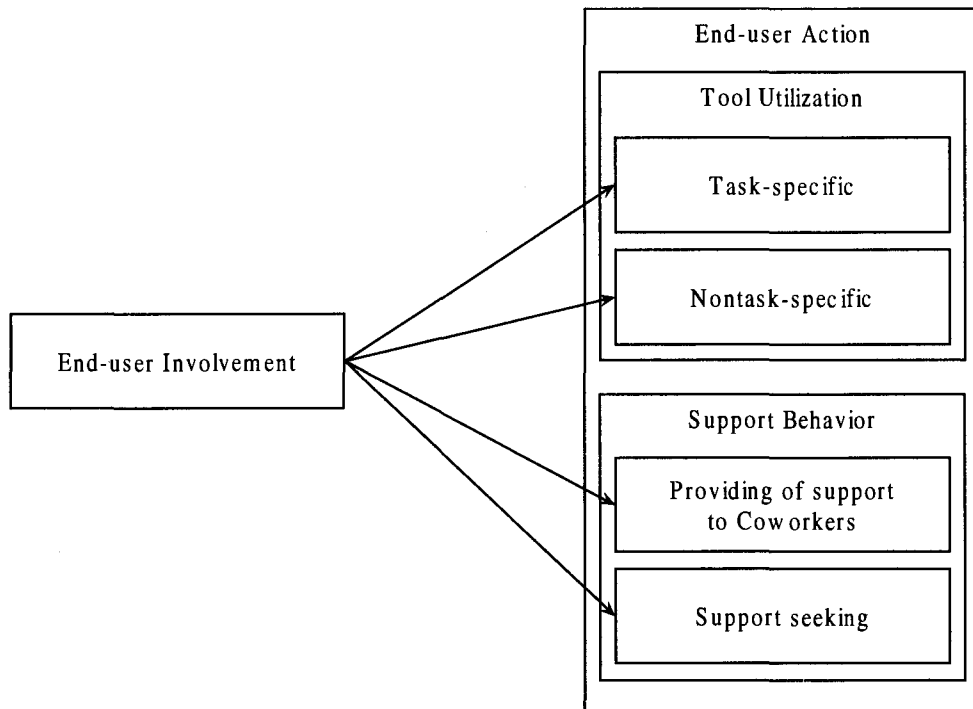 End-user Action
Tool Utilization
Task-specific
Nontask-specific
End-user Involvement
Support Behavior
Providing of support
to Coworkers
Support seeking